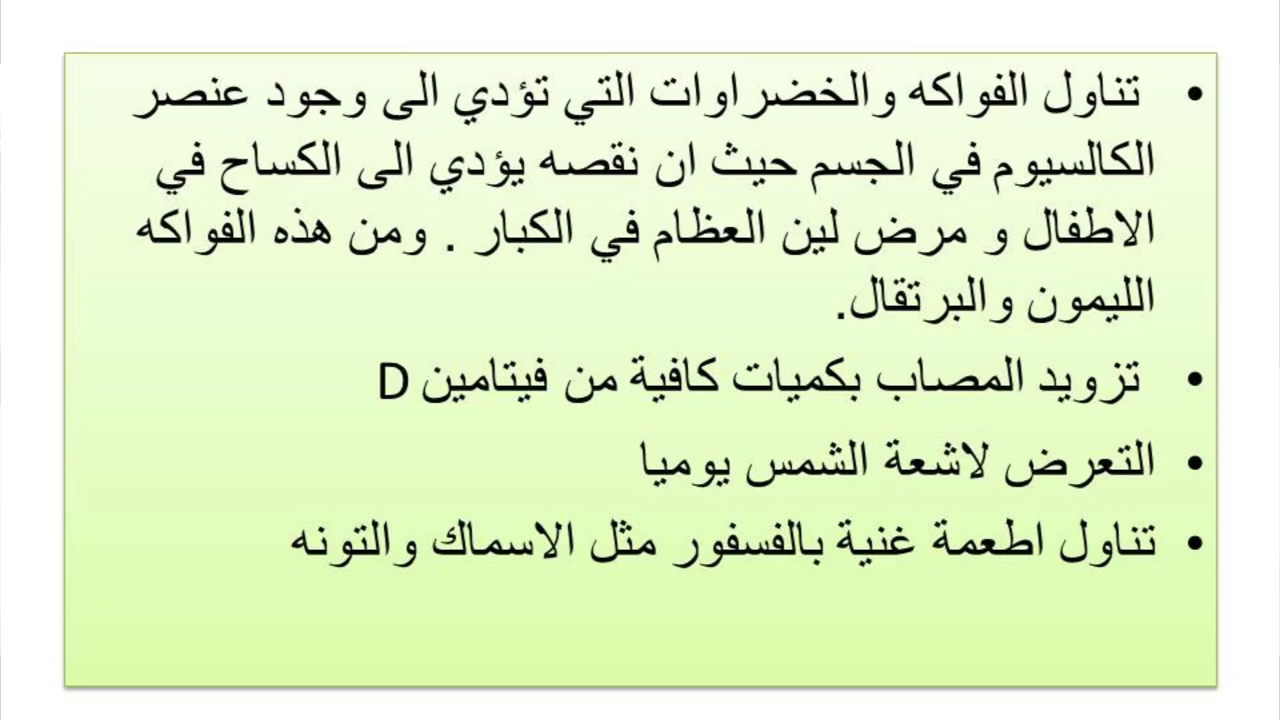 • تناول الفواكه والخضراوات التي تؤدي الى وجود عنصر
الكالسيوم في الجسم حيث ان نقصه يؤدي الى الكساح في
الاطفال و مرض لين العظام في الكبار . ومن هذه الفواكه
الليمون والبرتقال.
• تزويد المصاب بكميات كافية من فيتامين D
• التعرض لاشعة الشمس يوميا
• تناول اطعمة غنية بالفسفور مثل الاسماك والتونه